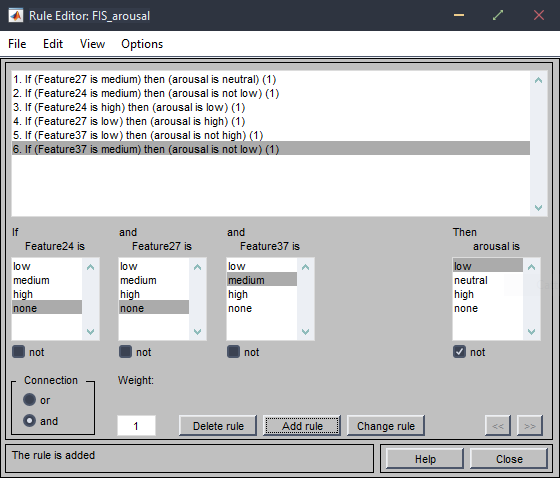 Rule Editor: FIS_arousal
File Edit View Options
1. If (Feature27 is medium) then (arousal is neutral) (1)
2. If (Feature24 is medium) then (arousal is not low) (1)
3. If (Feature24 is high) then (arousal is low) (1)
4. If (Feature27 is low) then (arousal is high) (1)
5. If (Feature37 is low) then (arousal is not high) (1)
6. If (Feature37 is medium) then (arousal is not low) (1)
If and and Then
Feature24 is Feature27 is Feature37 is arousal is
low low low low
medium medium medium neutral
high high high high
none none none none
not not not not
Connection Weight:
or
and 1 Delete rule Add rule Change rule << >>
The rule is added Help Close